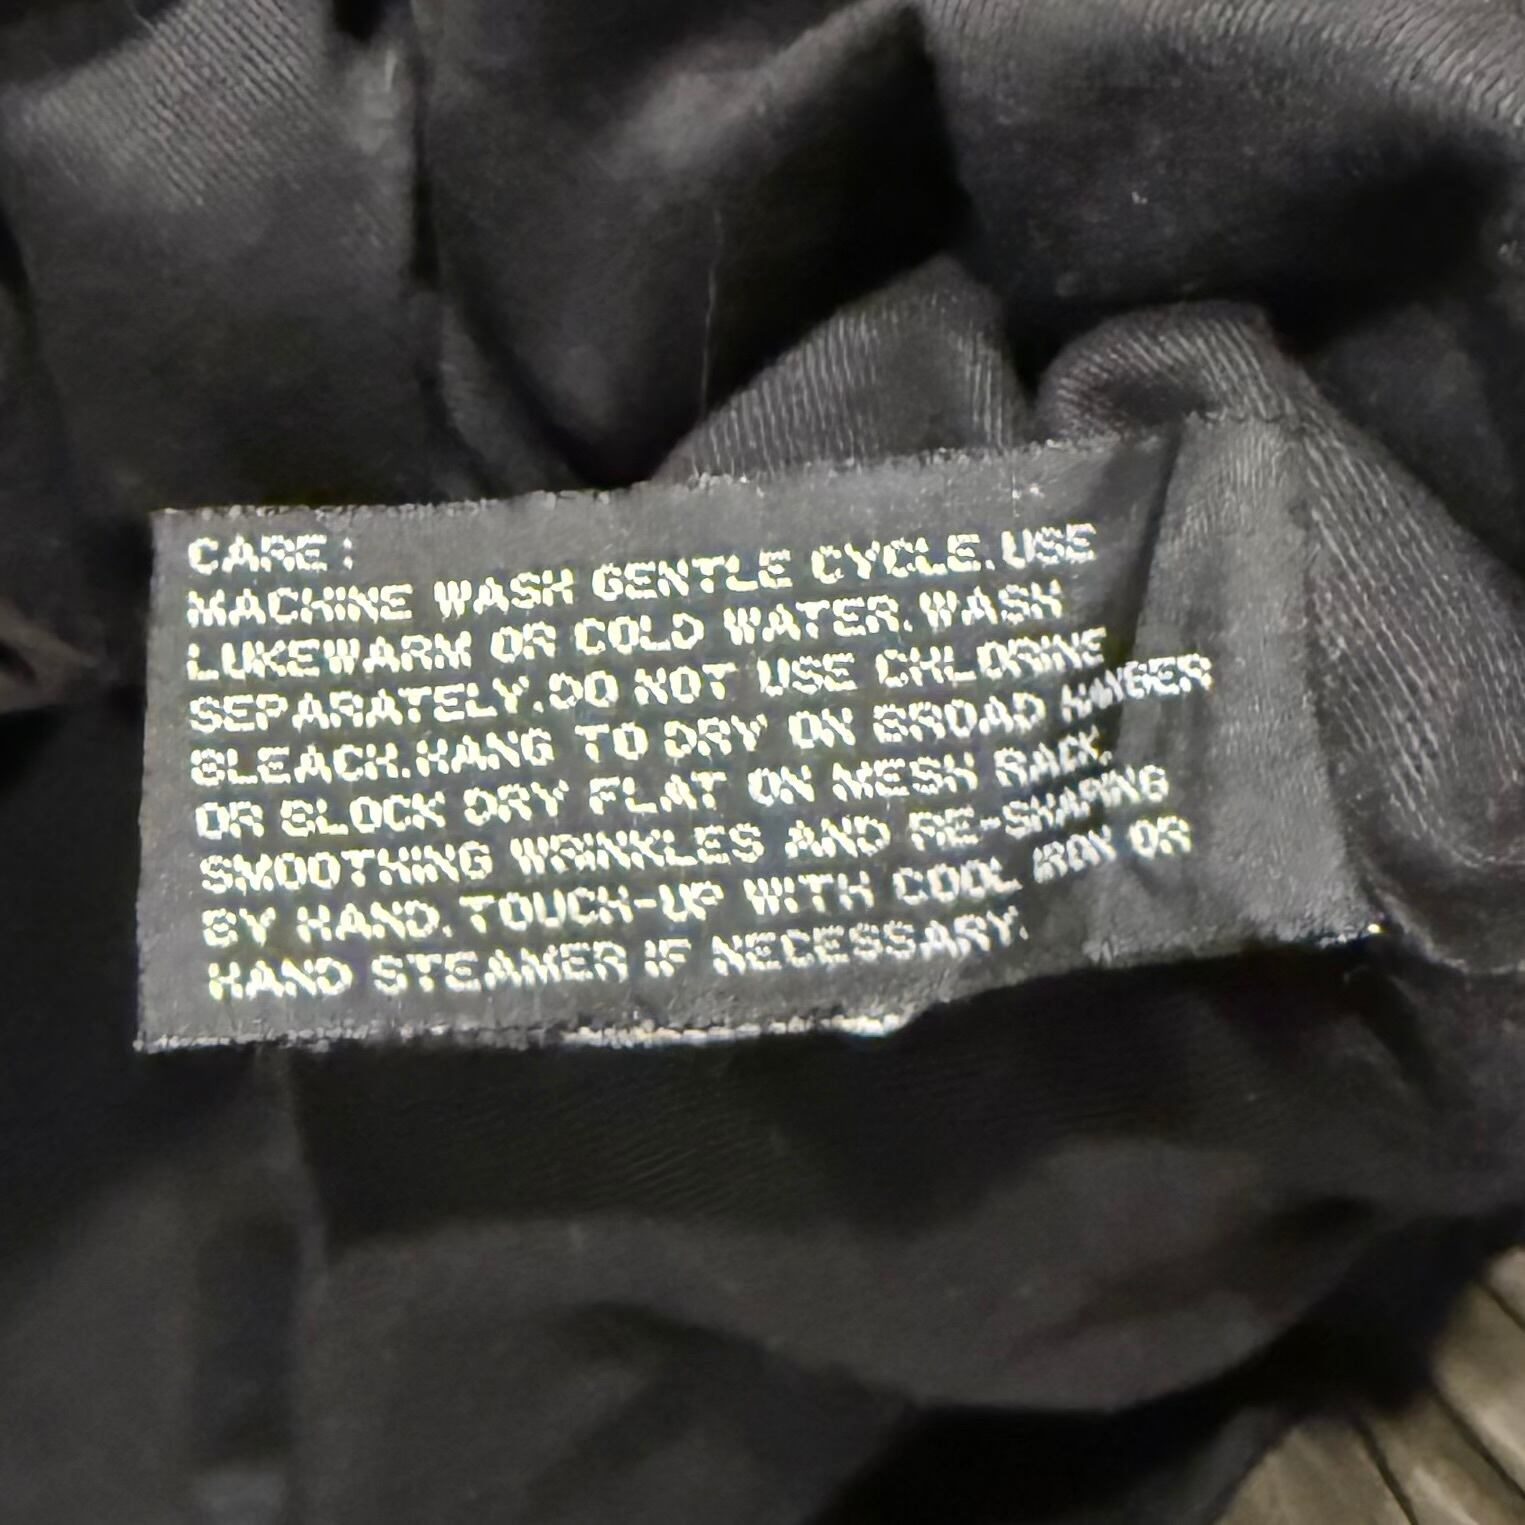 CARE:
MACHINE WASH GENTLE CYCLE.USE
LUKEWARM OR COLD WATER.WASH
SEPARATELY.DO NOT USE CHLORINE
BLEACH.HANG TO DRY ON BROAD HANGER
OR BLOCK DRY FLAT ON MESH RACK.
SMOOTHING WRINKLES AND RE-SHAPING
BY HAND.TOUCH-UP WITH COOL IRON OR
HAND STEAMER IF NECESSARY.